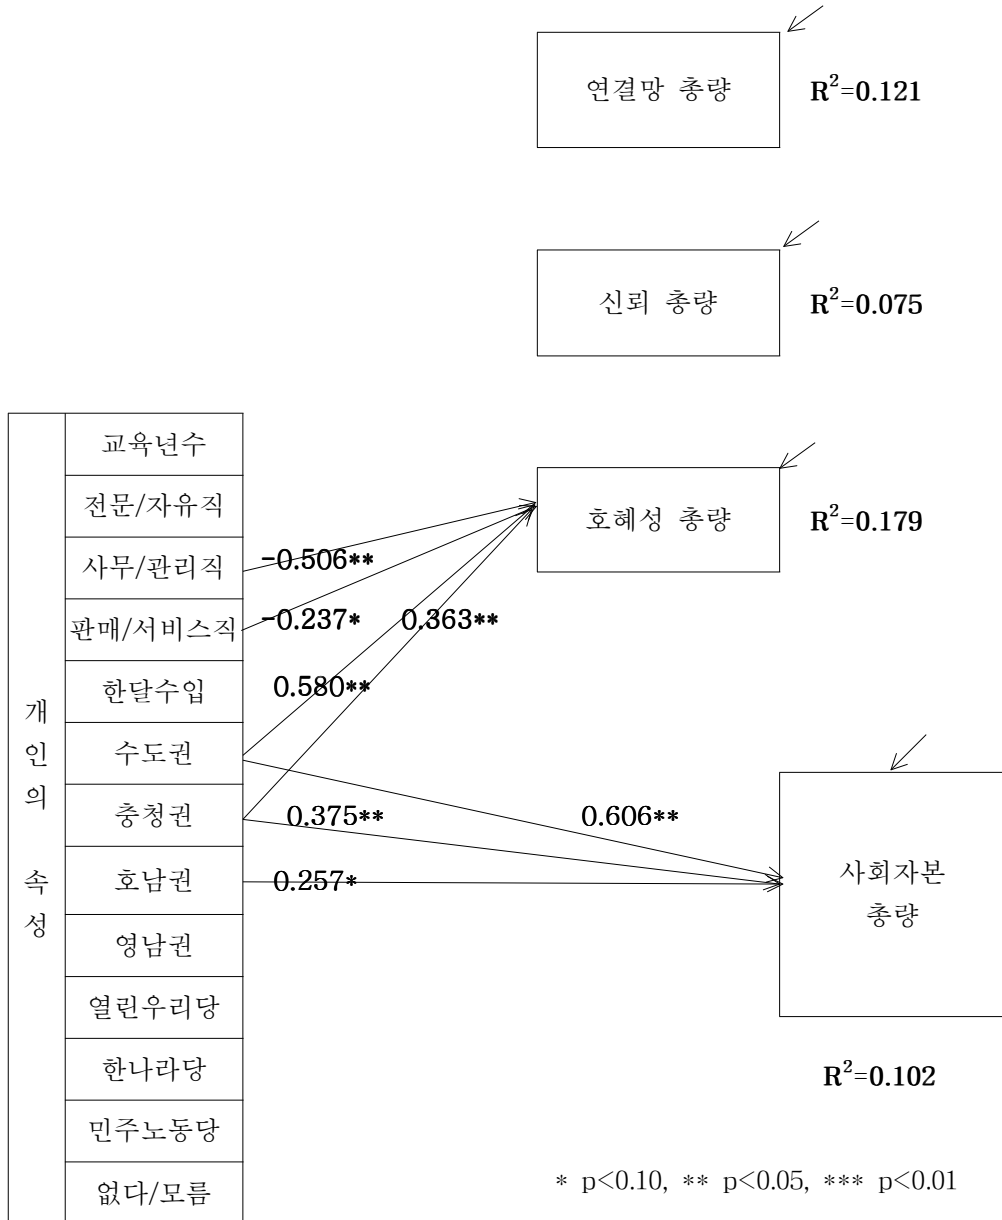 연결망 총량
R²=0.121
신뢰 총량
R²=0.075
호혜성 총량
R²=0.179
개인의 속성
교육년수
전문/자유직
사무/관리직
판매/서비스직
한달수입
수도권
충청권
호남권
영남권
열린우리당
한나라당
민주노동당
없다/모름
-0.506**
-0.237*
0.363**
0.580**
0.375**
0.606**
0.257*
사회자본
총량
R²=0.102
* p<0.10, ** p<0.05, *** p<0.01